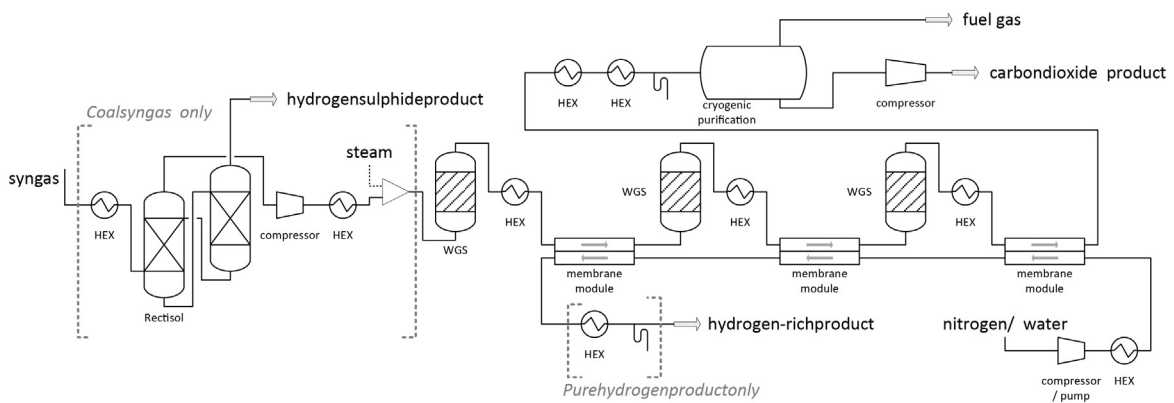 fuel gas
HEX
HEX
cryogenic
purification
compressor
carbondioxide product
Coalsyngas only
hydrogensulphideproduct
syngas
HEX
Rectisol
compressor
HEX
steam
WGS
HEX
membrane
module
WGS
HEX
membrane
module
WGS
HEX
membrane
module
HEX
hydrogen-richproduct
Purehydrogenproductonly
nitrogen/ water
compressor
/ pump
HEX